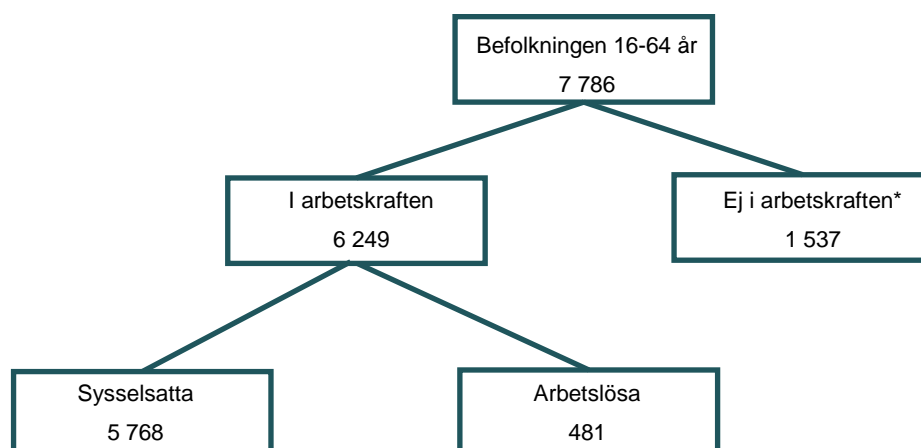 Befolkningen 16-64 år
7 786
I arbetskraften
6 249
Ej i arbetskraften*
1 537
Sysselsatta
5 768
Arbetslösa
481